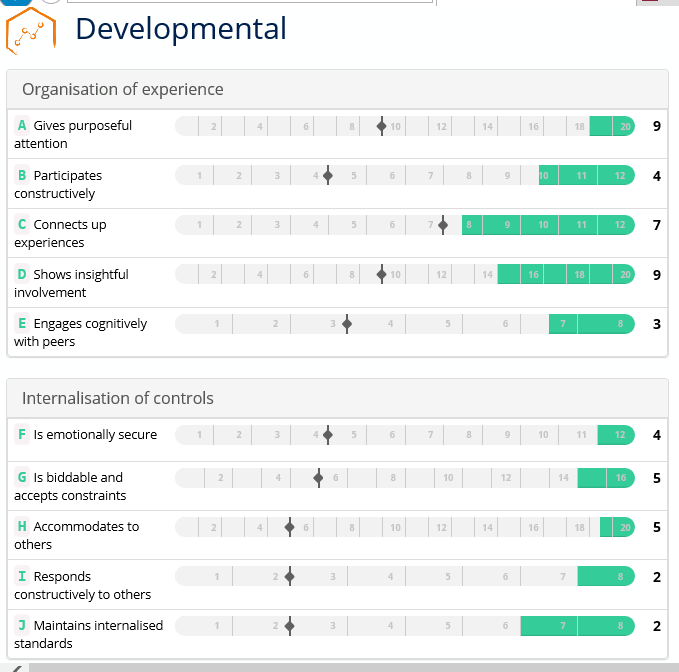 Developmental
Organisation of experience
A Gives purposeful attention
2 4 6 8 10 12 14 16 18 20 9
B Participates constructively
1 2 3 4 5 6 7 8 9 10 11 12 4
C Connects up experiences
1 2 3 4 5 6 7 8 9 10 11 12 7
D Shows insightful involvement
2 4 6 8 10 12 14 16 18 20 9
E Engages cognitively with peers
1 2 3 4 5 6 7 8 3
Internalisation of controls
F Is emotionally secure
1 2 3 4 5 6 7 8 9 10 11 12 4
G Is biddable and accepts constraints
2 4 6 8 10 12 14 16 5
H Accommodates to others
2 4 6 8 10 12 14 16 18 20 5
I Responds constructively to others
1 2 3 4 5 6 7 8 2
J Maintains internalised standards
1 2 3 4 5 6 7 8 2